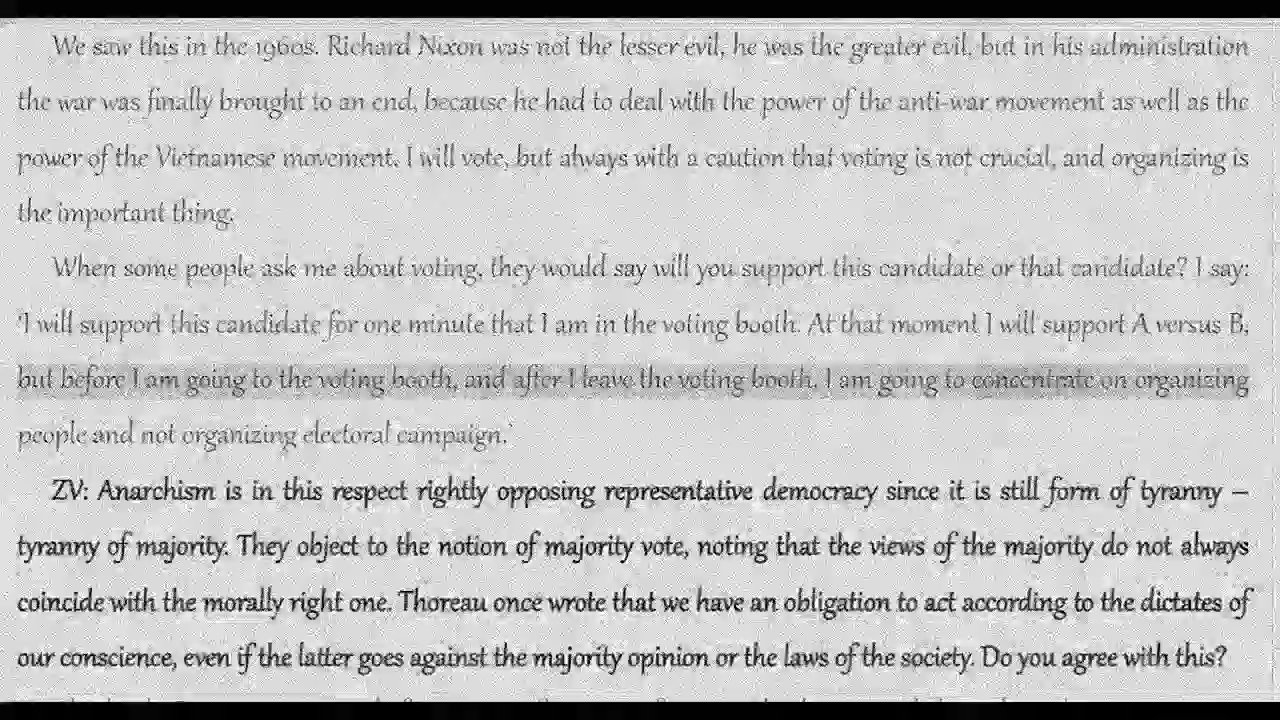 We saw this in the 1960s. Richard Nixon was not the lesser evil, he was the greater evil, but in his administration
the war was finally brought to an end, because he had to deal with the power of the anti-war movement as well as the
power of the Vietnamese movement. I will vote, but always with a caution that voting is not crucial, and organizing is
the important thing.
When some people ask me about voting, they would say will you support this candidate or that candidate? I say:
'I will support this candidate for one minute that I am in the voting booth. At that moment I will support A versus B,
but before I am going to the voting booth, and after I leave the voting booth, I am going to concentrate on organizing
people and not organizing electoral campaign.'
ZV: Anarchism is in this respect rightly opposing representative democracy since it is still form of tyranny –
tyranny of majority. They object to the notion of majority vote, noting that the views of the majority do not always
coincide with the morally right one. Thoreau once wrote that we have an obligation to act according to the dictates of
our conscience, even if the latter goes against the majority opinion or the laws of the society. Do you agree with this?